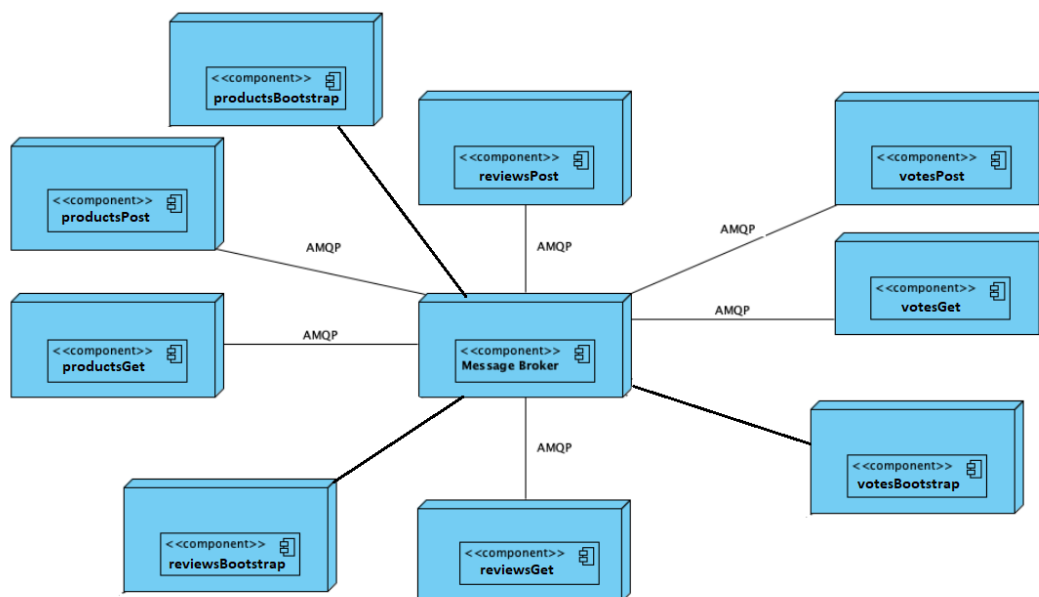 <<component>>
productsBootstrap
<<component>>
reviewsPost
<<component>>
votesPost
<<component>>
productsPost
AMQP
AMQP
AMQP
<<component>>
votesGet
AMQP
AMQP
<<component>>
productsGet
<<component>>
Message Broker
AMQP
<<component>>
votesBootstrap
<<component>>
reviewsBootstrap
<<component>>
reviewsGet